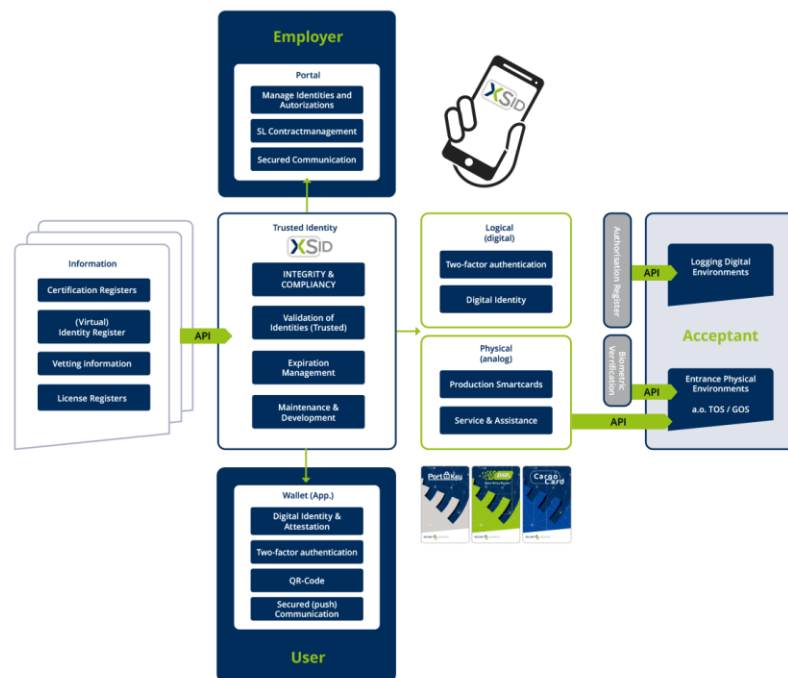 Employer
Portal
Manage Identities and
Autorizations
SL Contractmanagement
Secured Communication
XSiD
Information
Certification Registers
(Virtual)
Identity Register
Vetting information
License Registers
API
Trusted Identity
XSiD
INTEGRITY &
COMPLIANCY
Validation of
Identities (Trusted)
Expiration
Management
Maintenance &
Development
Logical
(digital)
Two-factor authentication
Digital Identity
Physical
(analog)
Production Smartcards
Service & Assistance
Authorisation Register
Biometric
Verrification
API
API
API
Logging Digital
Environments
Acceptant
Entrance Physical
Environments
a.o. TOS / GOS
Port Key
Cargo
Card
Wallet (App.)
Digital Identity &
Attestation
Two-factor authentication
QR-Code
Secured (push)
Communication
User